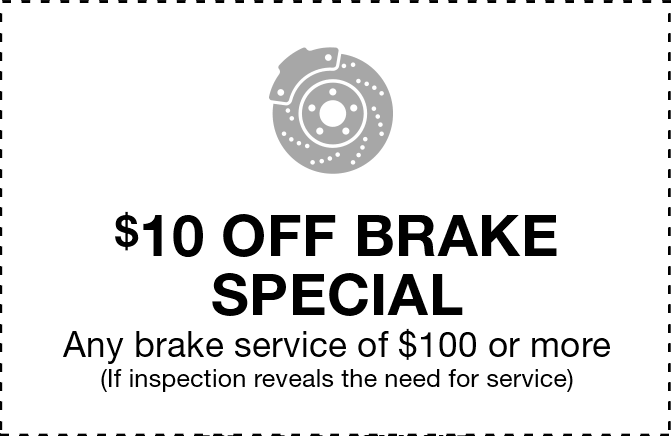 $10 OFF BRAKE
SPECIAL
Any brake service of $100 or more
(If inspection reveals the need for service)